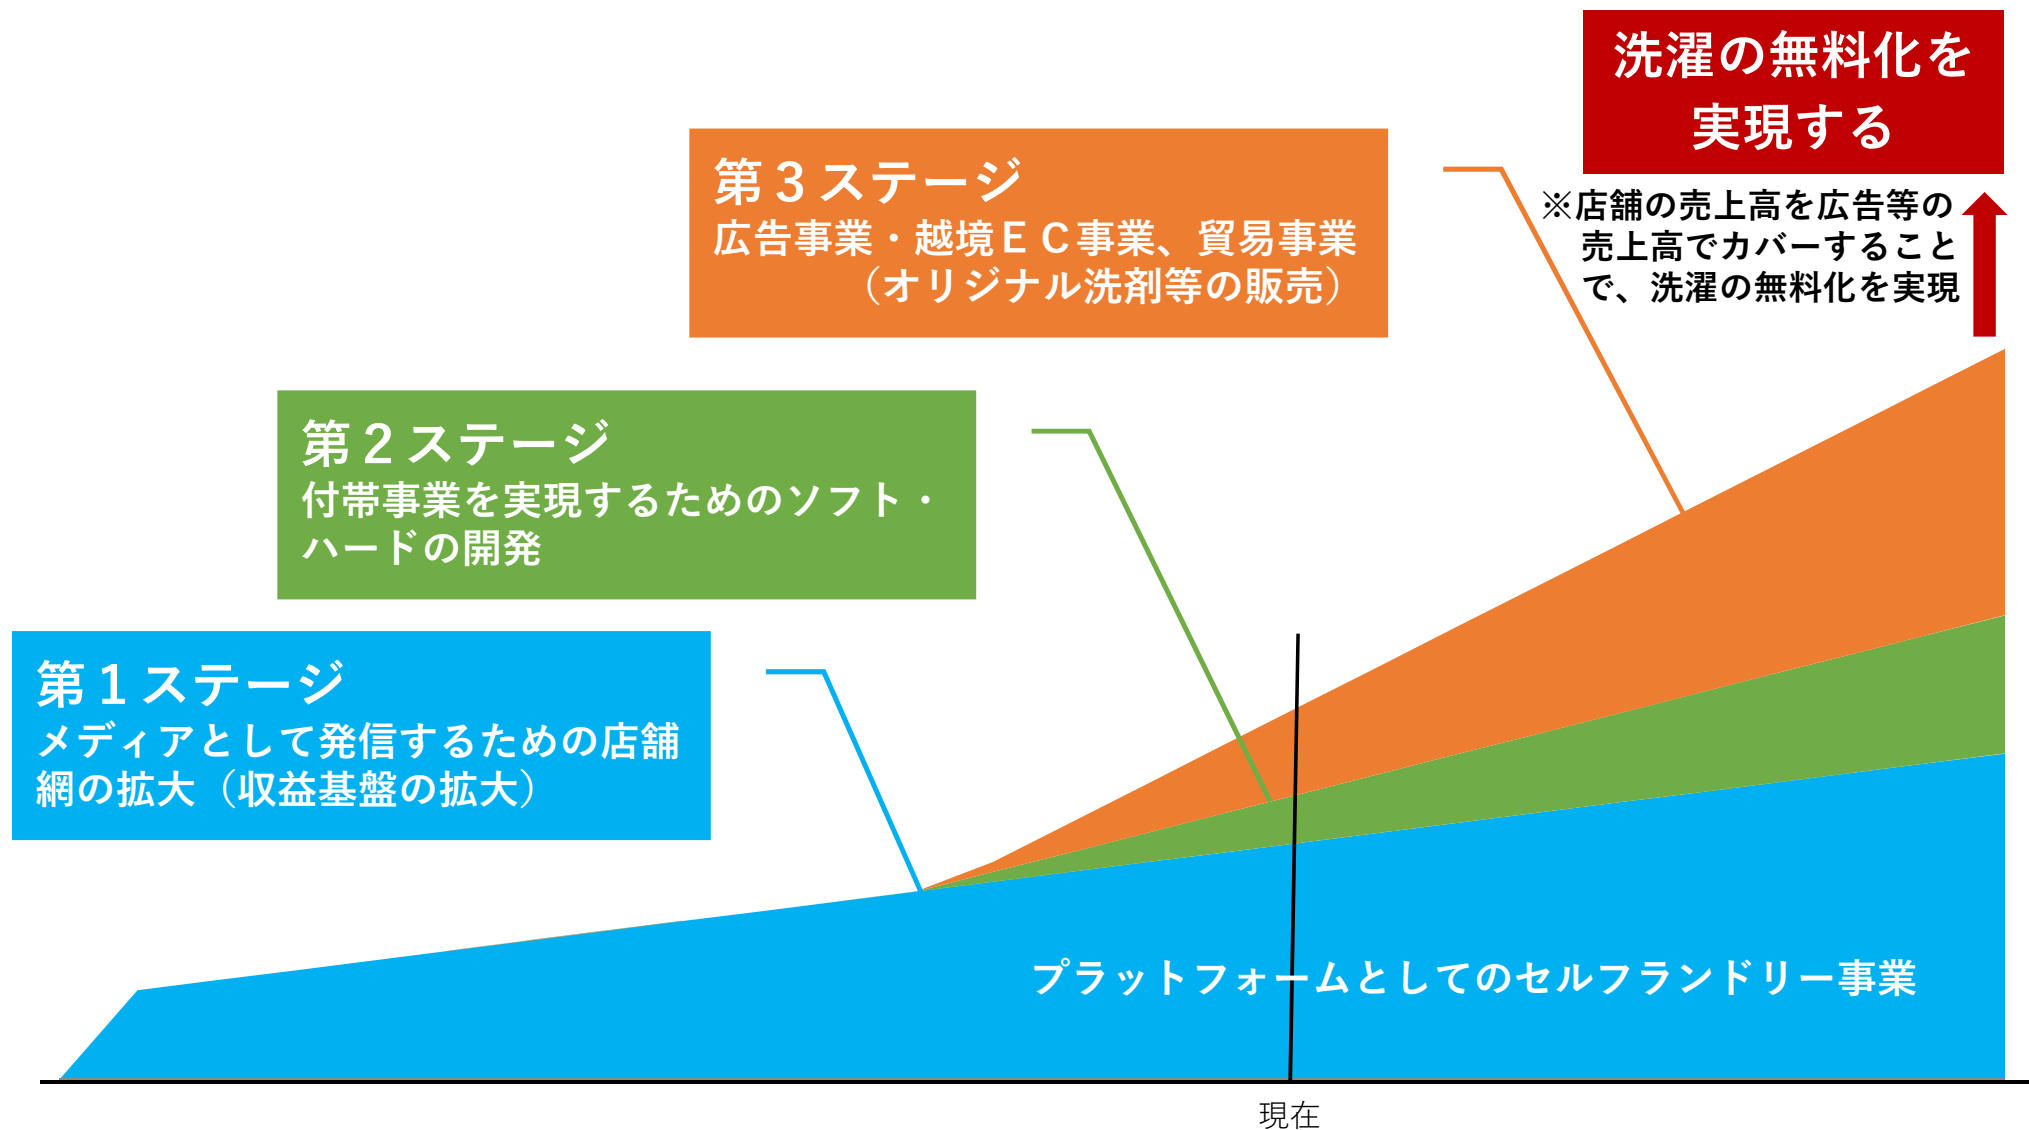 洗濯の無料化を
実現する
※店舗の売上高を広告等の
売上高でカバーすること
で、洗濯の無料化を実現
第３ステージ
広告事業・越境ＥＣ事業、貿易事業
（オリジナル洗剤等の販売）
第２ステージ
付帯事業を実現するためのソフト・
ハードの開発
第１ステージ
メディアとして発信するための店舗
網の拡大（収益基盤の拡大）
プラットフォームとしてのセルフランドリー事業
現在